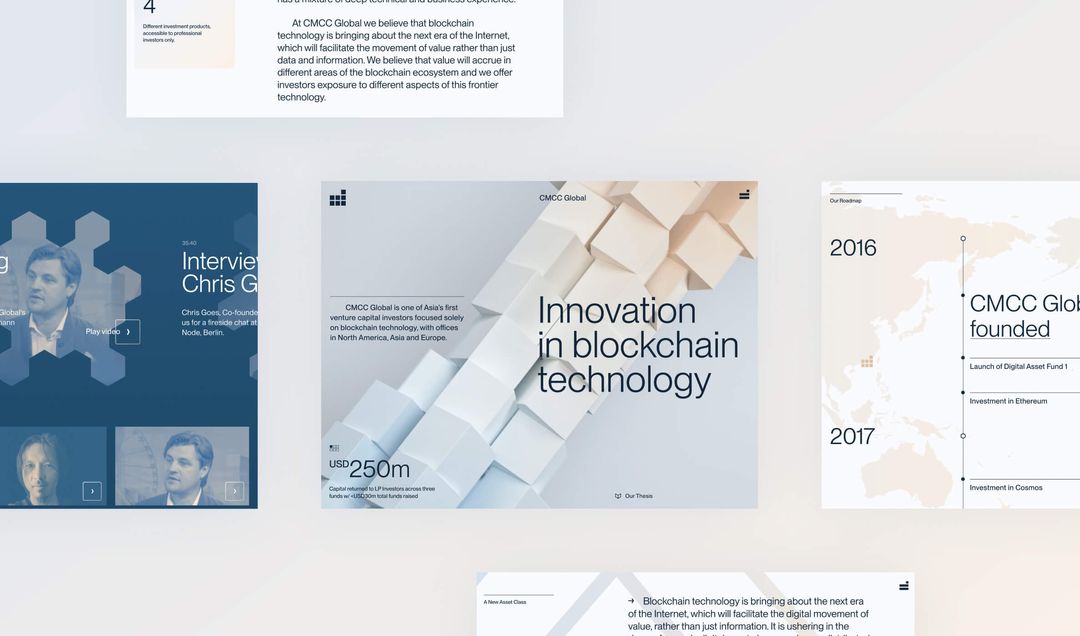 4
Different investment products,
accessible to professional
investors only.
has a mixture of deep technical and business experience.
At CMCC Global we believe that blockchain
technology is bringing about the next era of the Internet,
which will facilitate the movement of value rather than just
data and information. We believe that value will accrue in
different areas of the blockchain ecosystem and we offer
investors exposure to different aspects of this frontier
technology.
g
Global's
mann
Play video
35:40
Intervie
Chris G
Chris Goes, Co-founde
us for a fireside chat at
Node, Berlin.
CMCC Global
CMCC Global is one of Asia's first
venture capital investors focused solely
on blockchain technology, with offices
in North America, Asia and Europe.
Innovation
in blockchain
technology
USD250m
Capital returned to LP Investors across three
funds w/ <USD30m total funds raised
Our Thesis
Our Roadmap
2016
CMCC Glob
founded
Launch of Digital Asset Fund 1
Investment in Ethereum
2017
Investment in Cosmos
A New Asset Class
→ Blockchain technology is bringing about the next era
of the Internet, which will facilitate the digital movement of
value, rather than just information. It is ushering in the